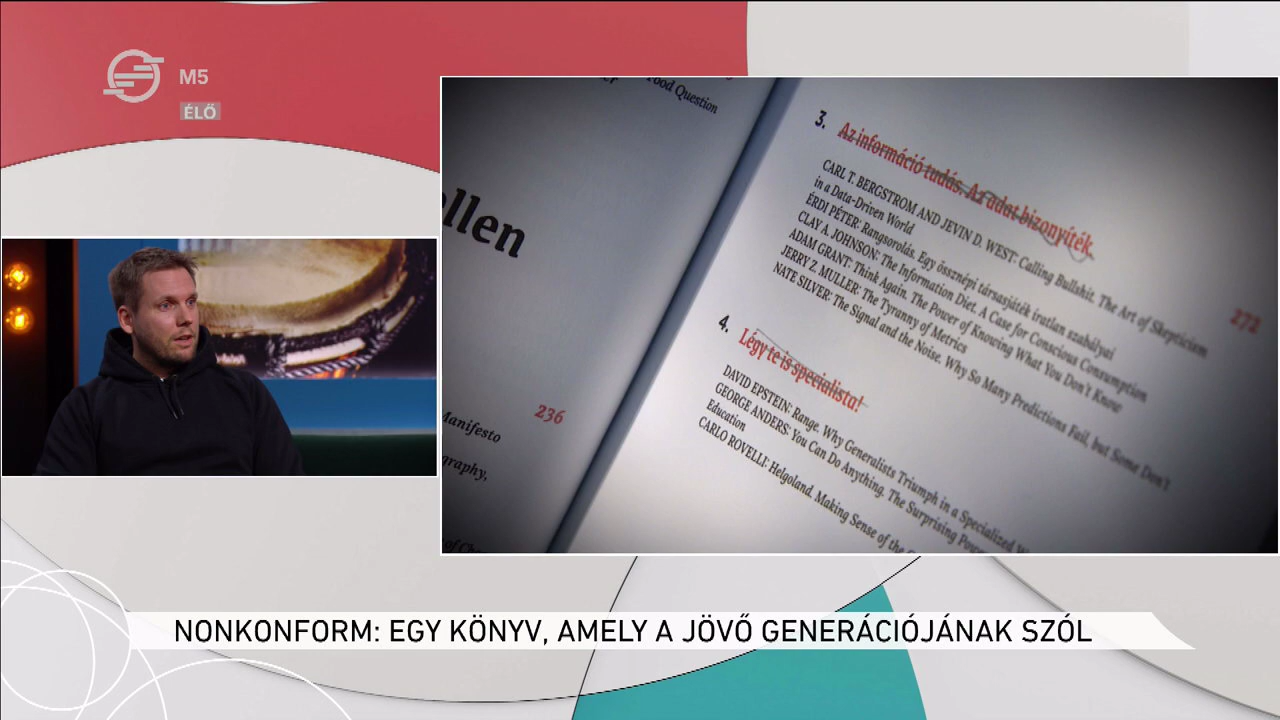 M5
ÉLŐ
Food Question
ellen
236
Manifesto
graphy,
3.
Az információ tudás. Az adat bizonyíték.
CARL T. BERGSTROM AND JEVIN D. WEST: Calling Bullshit. The Art of Skepticism
in a Data-Driven World
272
ÉRDI PÉTER: Rangsorolás. Egy össznépi társasjáték íratlan szabályai
CLAY A. JOHNSON: The Information Diet. A Case for Conscious Consumption
ADAM GRANT: Think Again. The Power of Knowing What You Don't Know
JERRY Z. MULLER: The Tyranny of Metrics
NATE SILVER: The Signal and the Noise. Why So Many Predictions Fail, but Some Don't
4.
Légy te is specialista!
DAVID EPSTEIN: Range. Why Generalists Triumph in a Specialized
GEORGE ANDERS: You Can Do Anything. The Surprising Power
Education
CARLO ROVELLI: Helgoland. Making Sense of the
NONKONFORM: EGY KÖNYV, AMELY A JÖVŐ GENERÁCIÓJÁNAK SZÓL